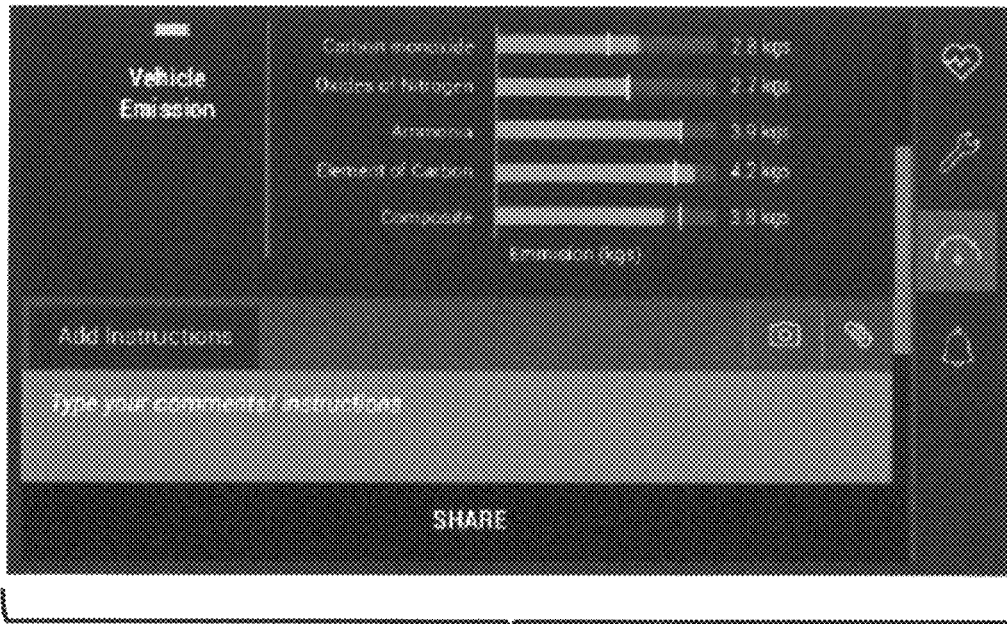 Vehicle
Emission
Carbon monoxide 2.8 kgs
Oxides of Nitrogen 2.7 kgs
Ammonia 3.9 kgs
Element of Carbon 4.2 kgs
Composite 3.8 kgs
(kgs)
Add Instructions
Type your comments/ instructions
SHARE